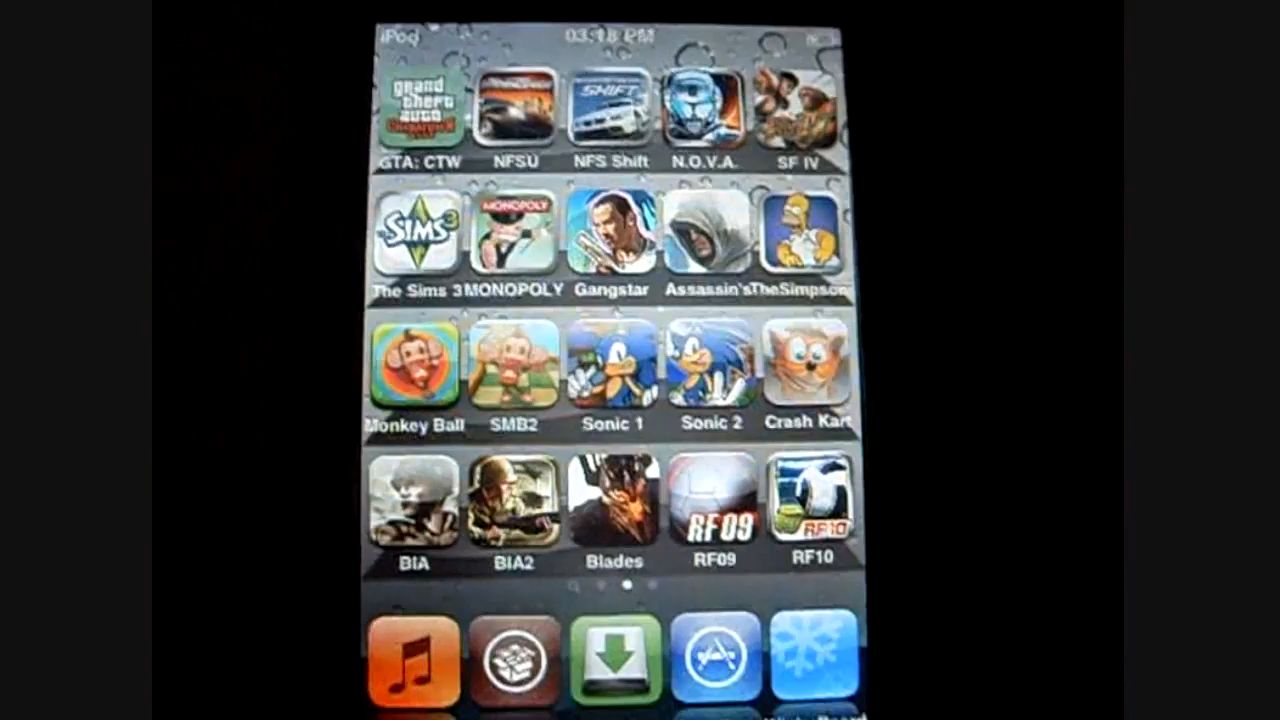 iPod 03:18 PM
grand theft auto
SHIFT
GTA: CTW NFSU NFS Shift N.O.V.A. SF IV
SIMS 3 MONOPOLY
The Sims 3 MONOPOLY Gangstar Assassin's TheSimpson
Monkey Ball SMB2 Sonic 1 Sonic 2 Crash Kart
RF09 RF10
BIA BIA2 Blades RF09 RF10